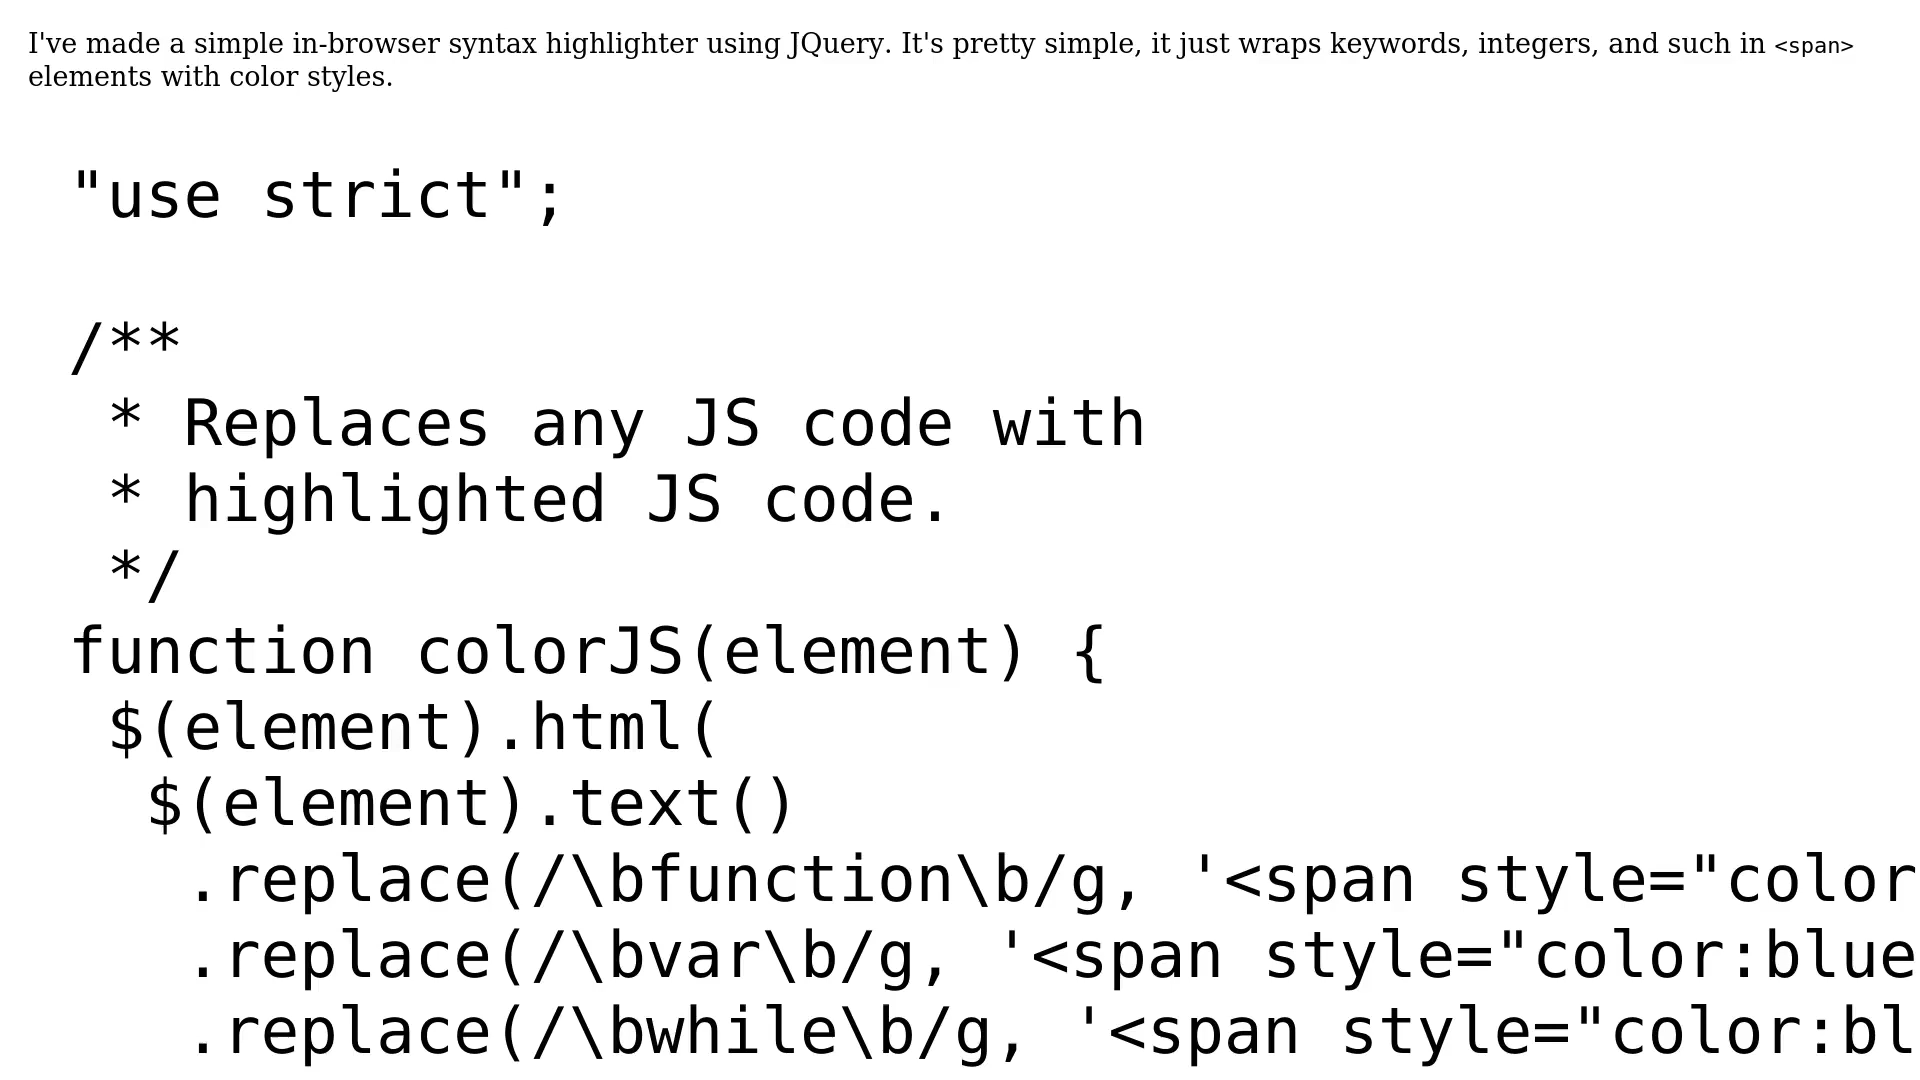 I've made a simple in-browser syntax highlighter using JQuery. It's pretty simple, it just wraps keywords, integers, and such in <span>
elements with color styles.
"use strict";
/**
 * Replaces any JS code with
 * highlighted JS code.
 */
function colorJS(element) {
 $(element).html(
  $(element).text()
   .replace(/\bfunction\b/g, '<span style="color
   .replace(/\bvar\b/g, '<span style="color:blue
   .replace(/\bwhile\b/g, '<span style="color:bl